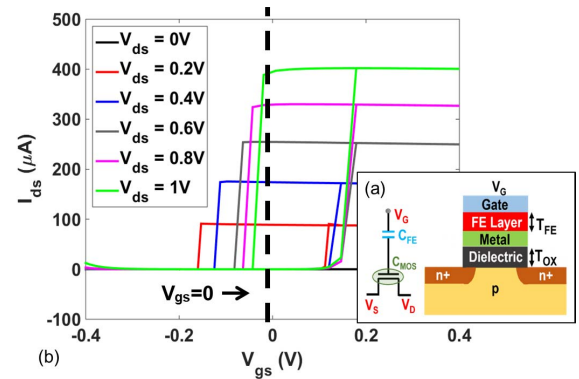 (b)
V_ds = 0V
V_ds = 0.2V
V_ds = 0.4V
V_ds = 0.6V
V_ds = 0.8V
V_ds = 1V
500
400
300
200
100
0
-100
I_ds (μA)
V_gs=0
-0.4
-0.2
0
0.2
0.4
V_gs (V)
(a)
V_G
C_FE
C_MOS
V_S
V_D
V_G
Gate
FE Layer
T_FE
Metal
Dielectric
T_OX
n+
n+
p
(b)